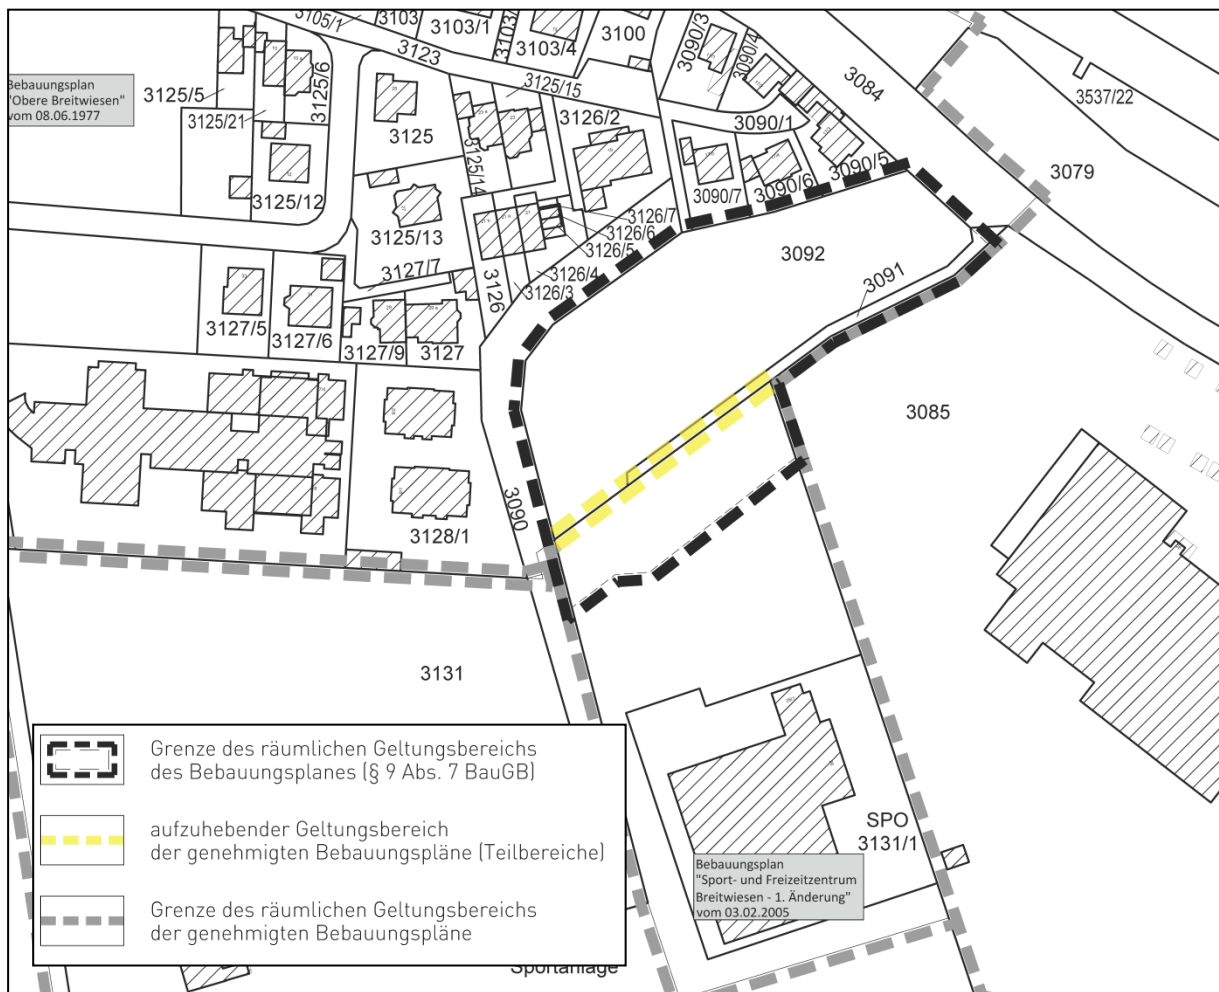 3105/1
3103
3103/1
3103/
3103/4
3100
3090/3
3090/4
3084
3537/22
3123
3125/6
Bebauungsplan
"Obere Breitwiesen"
vom 08.06.1977
3125/5
3125/21
3125
3125/15
3126/2
3090/1
3079
3125/14
3090/7
3090/6
3090/5
3125/12
3125/13
3126/7
3126/6
3126/5
3126/4
3126/3
3092
3091
3127/7
3126
3127/5
3127/6
3127/9
3127
3085
3090
3128/1
3131
SPO
3131/1
Bebauungsplan
"Sport- und Freizeitzentrum
Breitwiesen - 1. Änderung"
vom 03.02.2005
Grenze des räumlichen Geltungsbereichs
des Bebauungsplanes (§ 9 Abs. 7 BauGB)
aufzuhebender Geltungsbereich
der genehmigten Bebauungspläne (Teilbereiche)
Grenze des räumlichen Geltungsbereichs
der genehmigten Bebauungspläne
Sportanlage